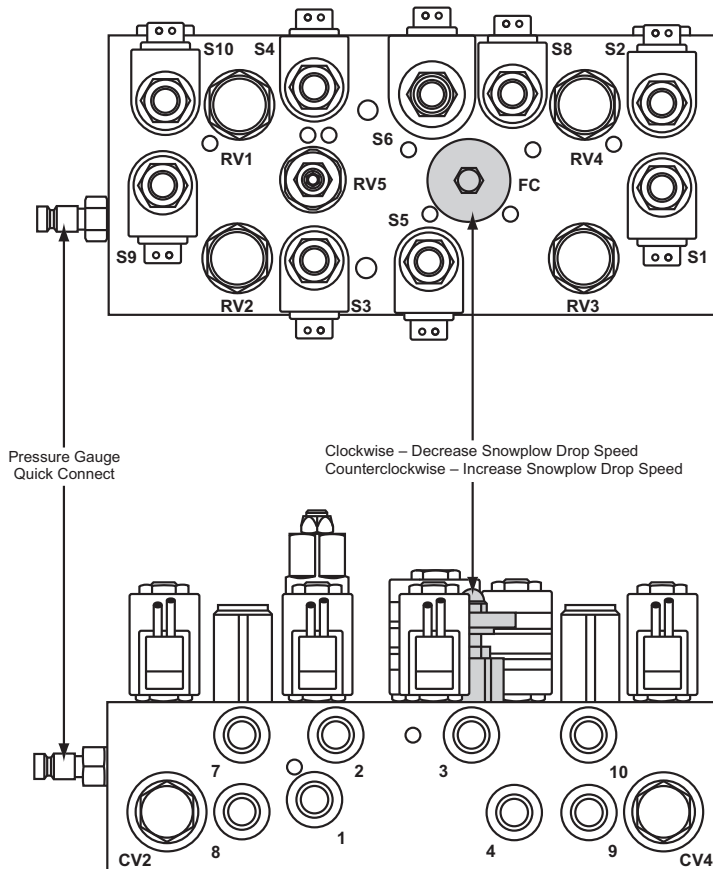 S10
S4
S8
S2
S6
RV1
RV4
RV5
FC
S5
S9
S1
RV2
S3
RV3
Pressure Gauge
Quick Connect
Clockwise – Decrease Snowplow Drop Speed
Counterclockwise – Increase Snowplow Drop Speed
7
2
3
10
1
8
4
9
CV2
CV4